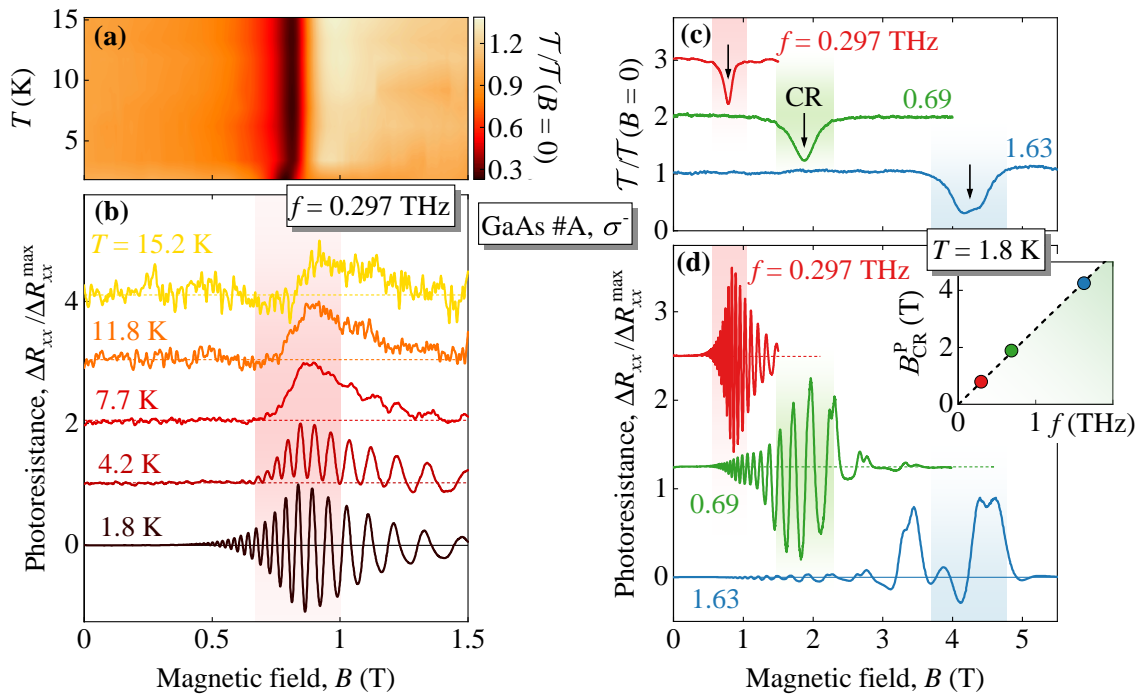 (a)
T (K)
15
10
5
1.2
0.9
0.6
0.3
𝒯/𝒯(B = 0)
(b)
f = 0.297 THz
T = 15.2 K
11.8 K
7.7 K
4.2 K
1.8 K
4
2
0
Photoresistance, ΔR_xx / ΔR_xx^max
0 0.5 1 1.5
Magnetic field, B (T)
GaAs #A, σ⁻
(c)
f = 0.297 THz
CR
0.69
1.63
3
2
1
0
𝒯/𝒯(B = 0)
(d)
f = 0.297 THz
0.69
1.63
3
2
1
0
Photoresistance, ΔR_xx / ΔR_xx^max
0 1 2 3 4 5
Magnetic field, B (T)
T = 1.8 K
4
2
0
B_CR^P (T)
0 1 f (THz)